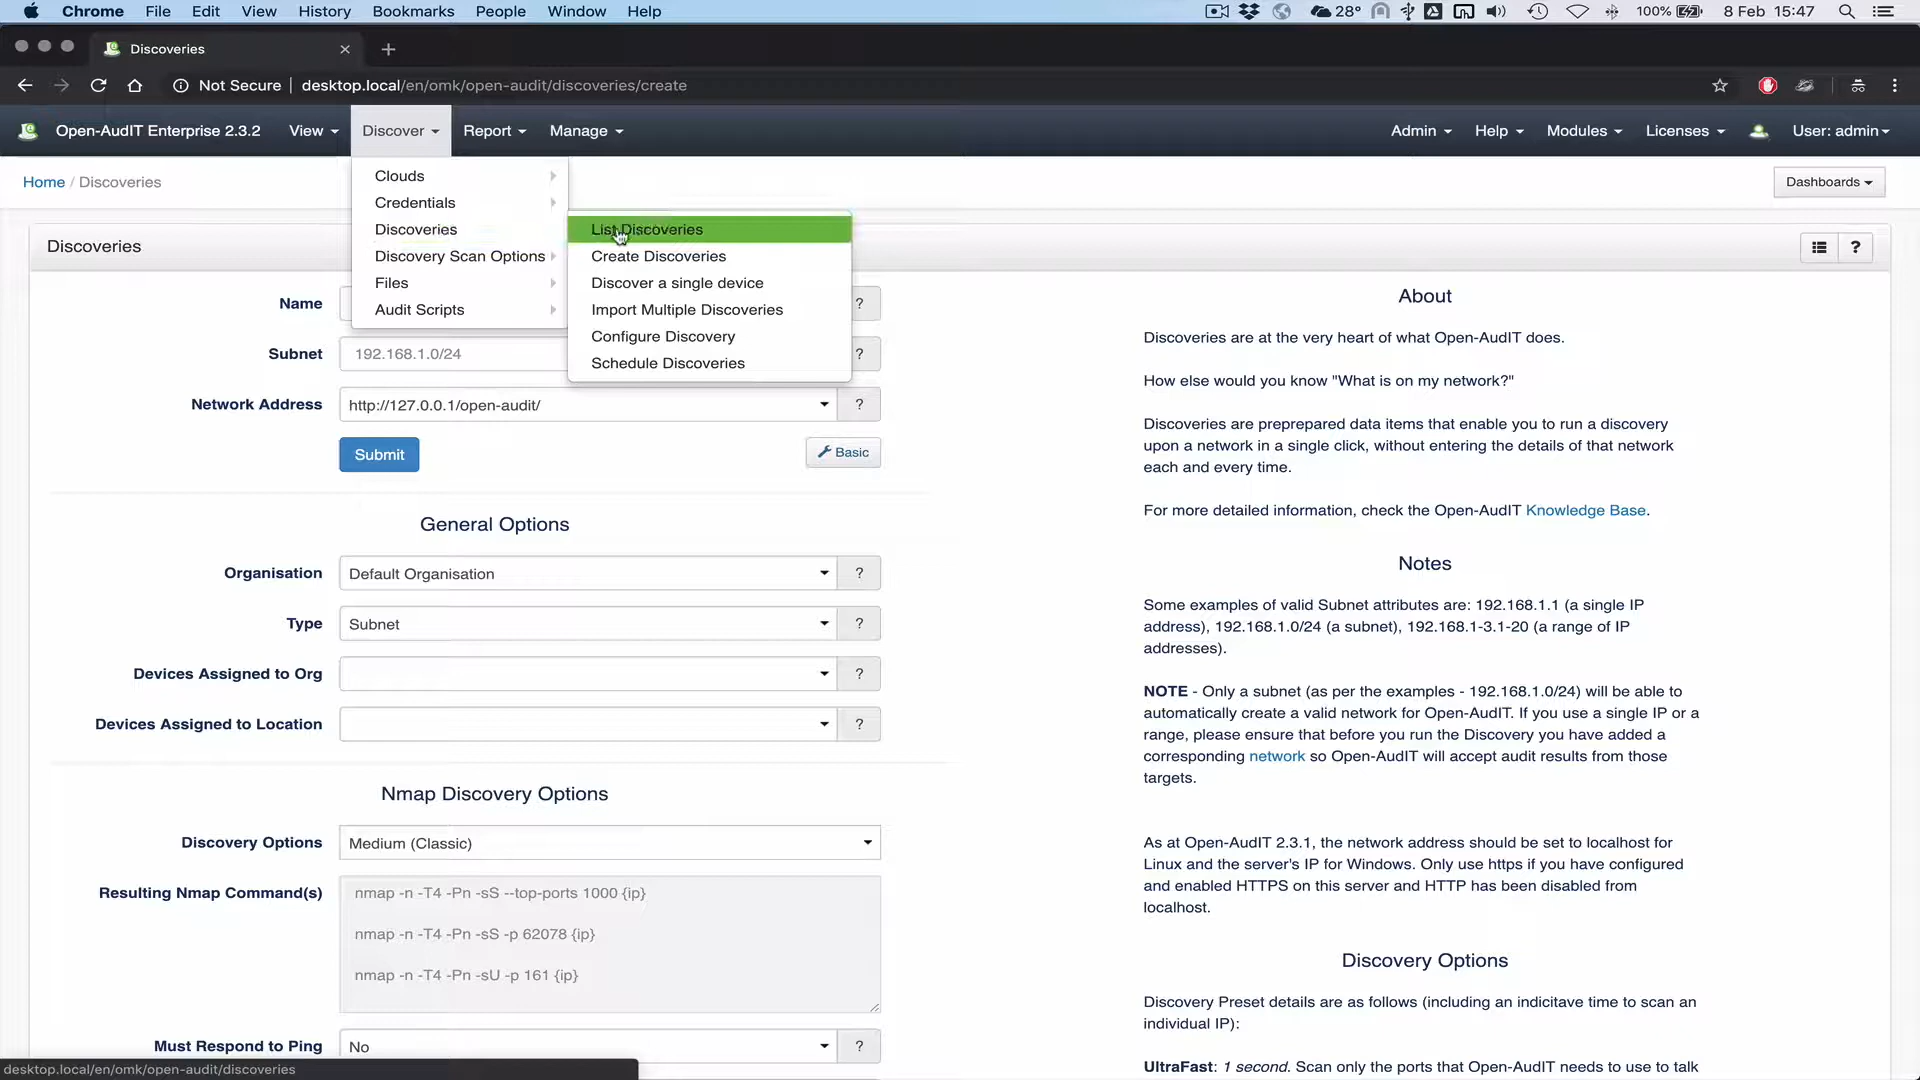 Chrome File Edit View History Bookmarks People Window Help 28° 100% 8 Feb 15:47
Discoveries
Not Secure desktop.local/en/omk/open-audit/discoveries/create
Open-AudIT Enterprise 2.3.2 View Discover Report Manage Admin Help Modules Licenses User: admin
Home / Discoveries
Dashboards
Clouds
Credentials
Discoveries
Discovery Scan Options
Files
Audit Scripts
List Discoveries
Create Discoveries
Discover a single device
Import Multiple Discoveries
Configure Discovery
Schedule Discoveries
Discoveries
?
Name ?
Subnet 192.168.1.0/24 ?
Network Address http://127.0.0.1/open-audit/ ?
Submit Basic
General Options
Organisation Default Organisation ?
Type Subnet ?
Devices Assigned to Org ?
Devices Assigned to Location ?
Nmap Discovery Options
Discovery Options Medium (Classic)
Resulting Nmap Command(s) nmap -n -T4 -Pn -sS --top-ports 1000 {ip}
nmap -n -T4 -Pn -sS -p 62078 {ip}
nmap -n -T4 -Pn -sU -p 161 {ip}
Must Respond to Ping No ?
desktop.local/en/omk/open-audit/discoveries
About
Discoveries are at the very heart of what Open-AudIT does.
How else would you know "What is on my network?"
Discoveries are preprepared data items that enable you to run a discovery
upon a network in a single click, without entering the details of that network
each and every time.
For more detailed information, check the Open-AudIT Knowledge Base.
Notes
Some examples of valid Subnet attributes are: 192.168.1.1 (a single IP
address), 192.168.1.0/24 (a subnet), 192.168.1-3.1-20 (a range of IP
addresses).
NOTE - Only a subnet (as per the examples - 192.168.1.0/24) will be able to
automatically create a valid network for Open-AudIT. If you use a single IP or a
range, please ensure that before you run the Discovery you have added a
corresponding network so Open-AudIT will accept audit results from those
targets.
As at Open-AudIT 2.3.1, the network address should be set to localhost for
Linux and the server's IP for Windows. Only use https if you have configured
and enabled HTTPS on this server and HTTP has been disabled from
localhost.
Discovery Options
Discovery Preset details are as follows (including an indicitave time to scan an
individual IP):
UltraFast: 1 second. Scan only the ports that Open-AudIT needs to use to talk